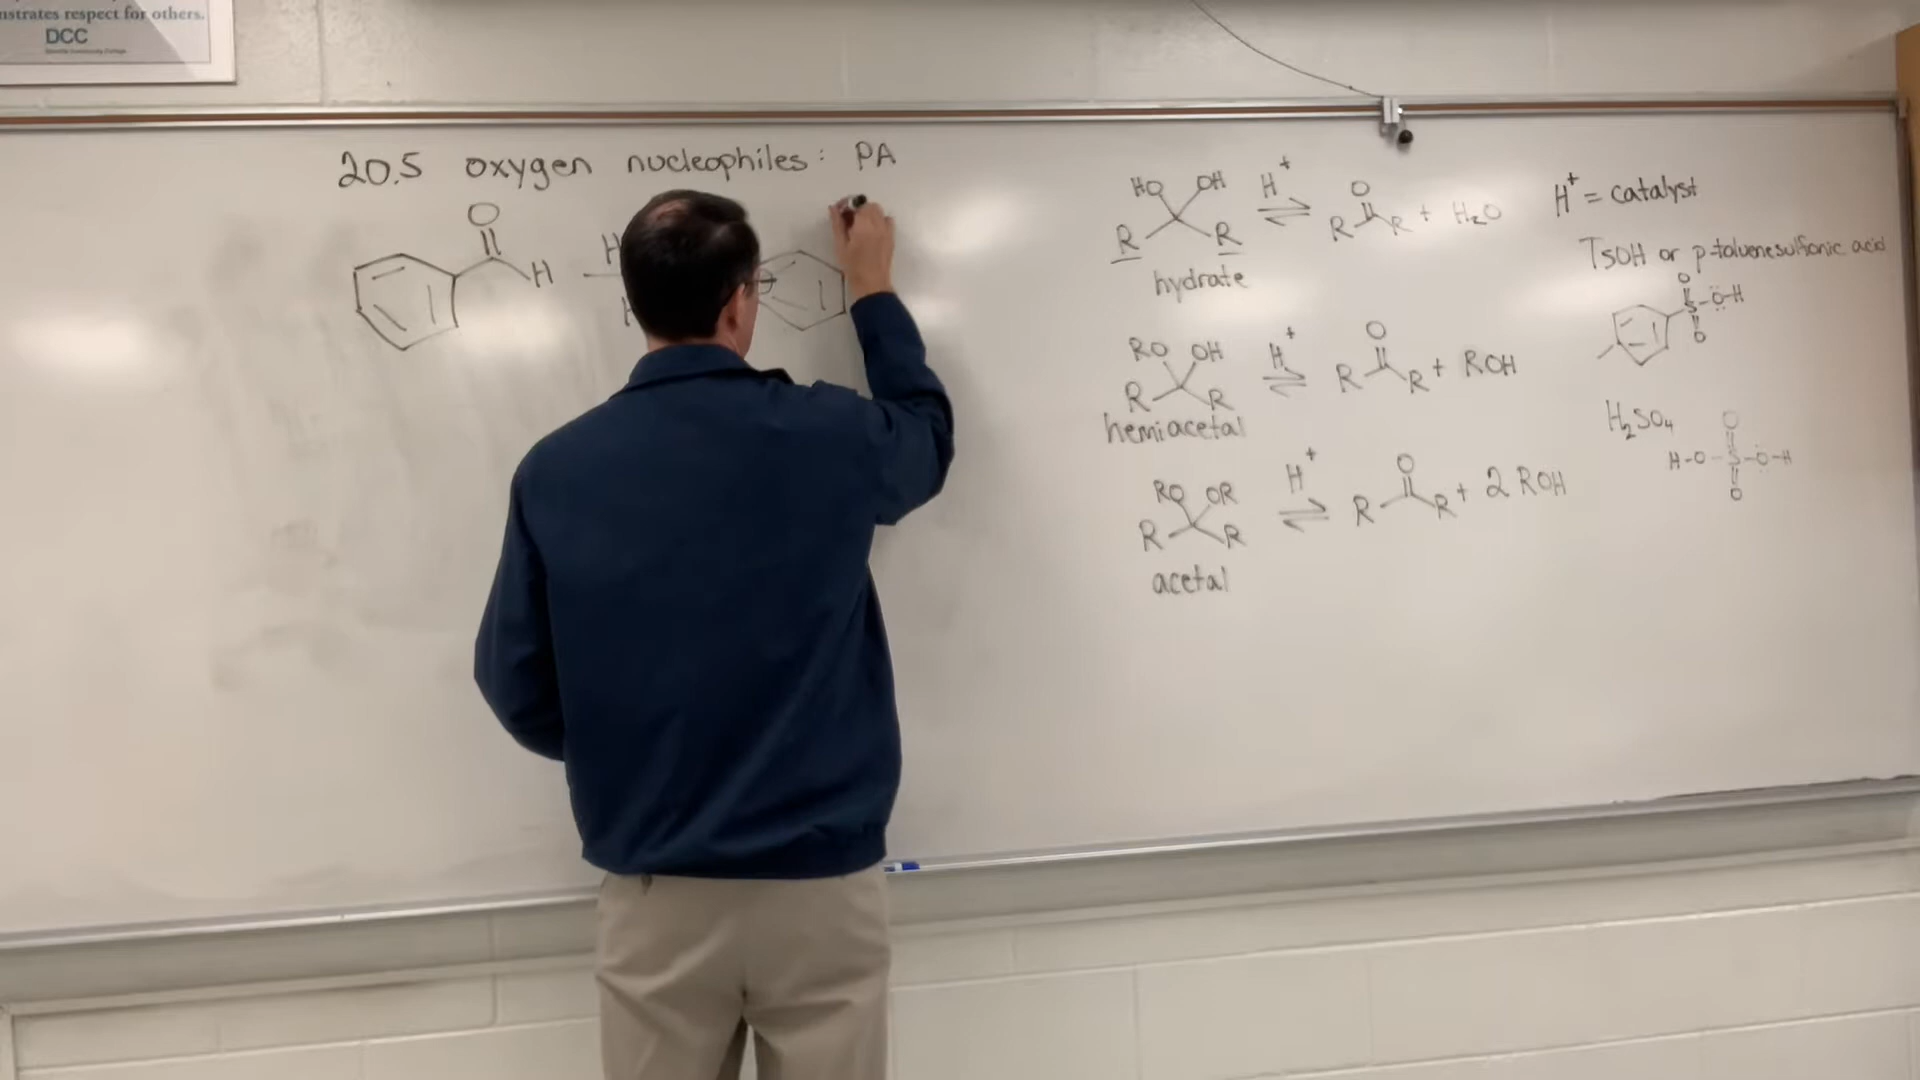 nstrates respect for others.
DCC
20.5 oxygen nucleophiles: PA
O
H
H
H
HO OH H+ O
R R ⇌ R R + H2O
hydrate
H+ = catalyst
TsOH or p-toluenesulfonic acid
O
S-O-H
O
RO OH H+ O
R R ⇌ R R + ROH
hemiacetal
H2SO4
O
H-O-S-O-H
O
RO OR H+ O
R R ⇌ R R + 2 ROH
acetal